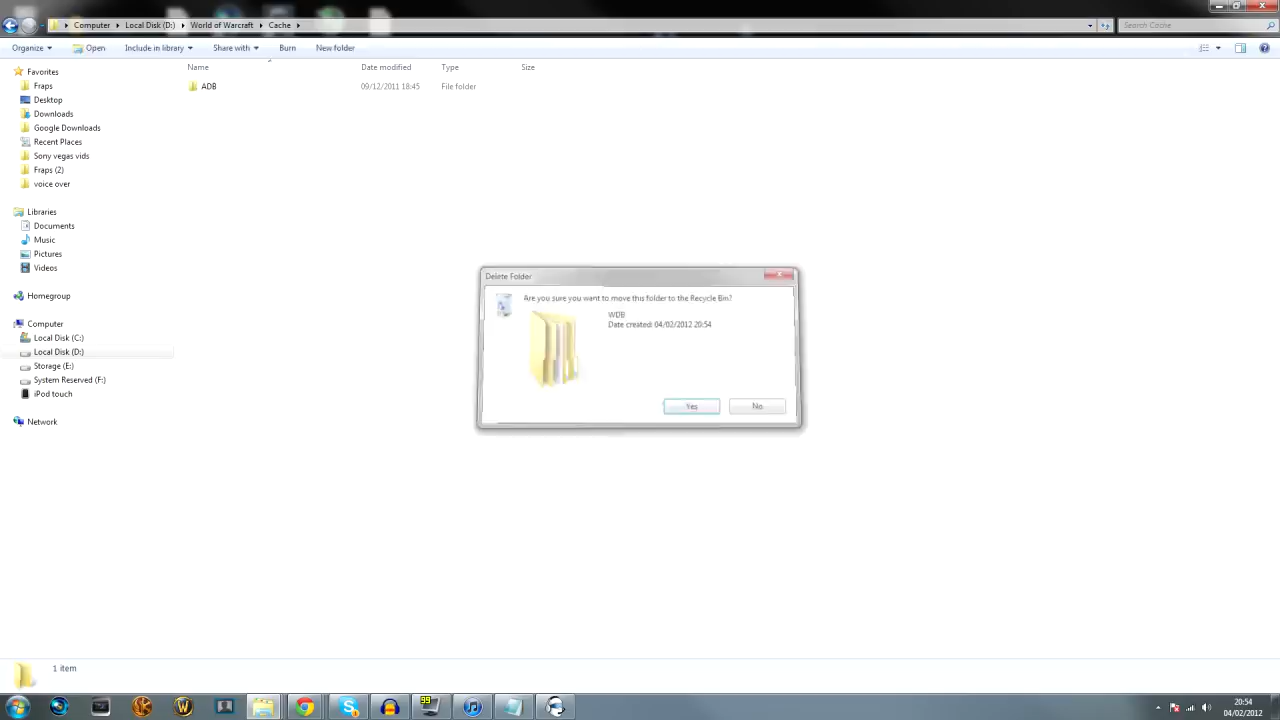 Computer Local Disk (D:) World of Warcraft Cache
Search Cache
Organize Open Include in library Share with Burn New folder
Name Date modified Type Size
ADB 09/12/2011 18:45 File folder
Favorites
Fraps
Desktop
Downloads
Google Downloads
Recent Places
Sony vegas vids
Fraps (2)
voice over
Libraries
Documents
Music
Pictures
Videos
Homegroup
Computer
Local Disk (C:)
Local Disk (D:)
Storage (E:)
System Reserved (F:)
iPod touch
Network
Delete Folder
Are you sure you want to move this folder to the Recycle Bin?
WDB
Date created: 04/02/2012 20:54
Yes No
1 item
99
20:54
04/02/2012